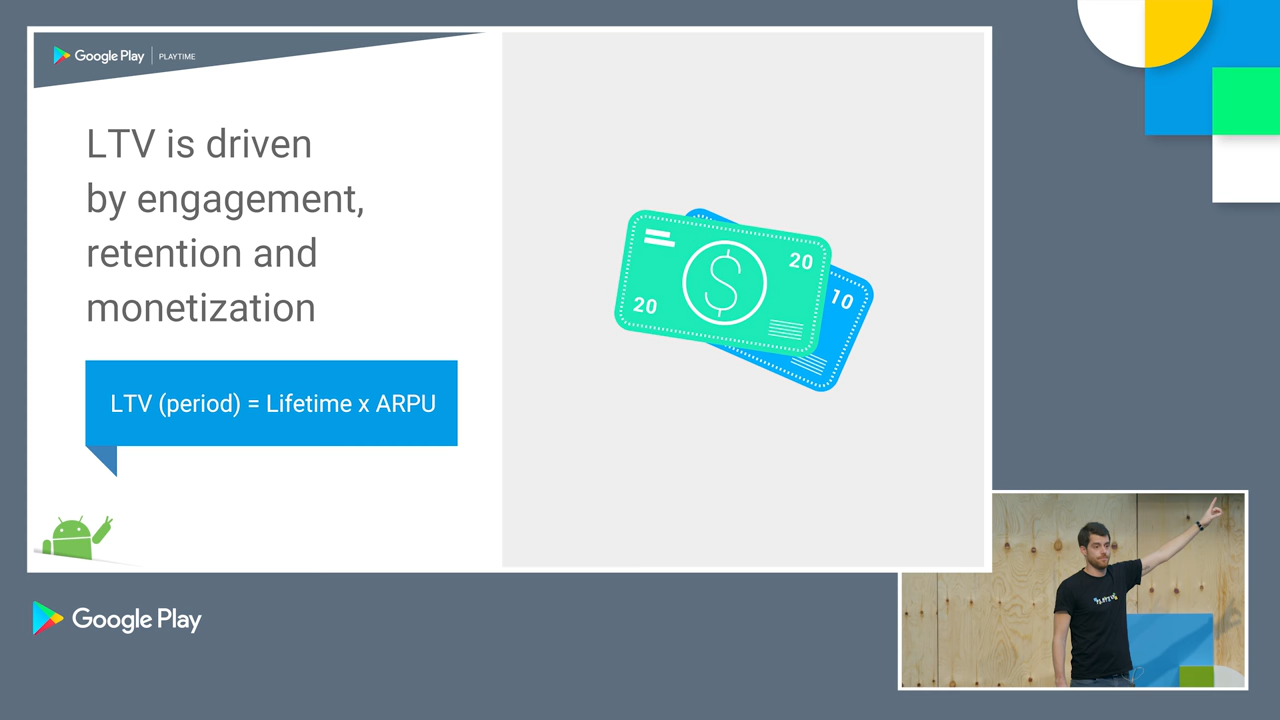 Google Play | PLAYTIME
LTV is driven
by engagement,
retention and
monetization
LTV (period) = Lifetime x ARPU
20
20
10
Google Play